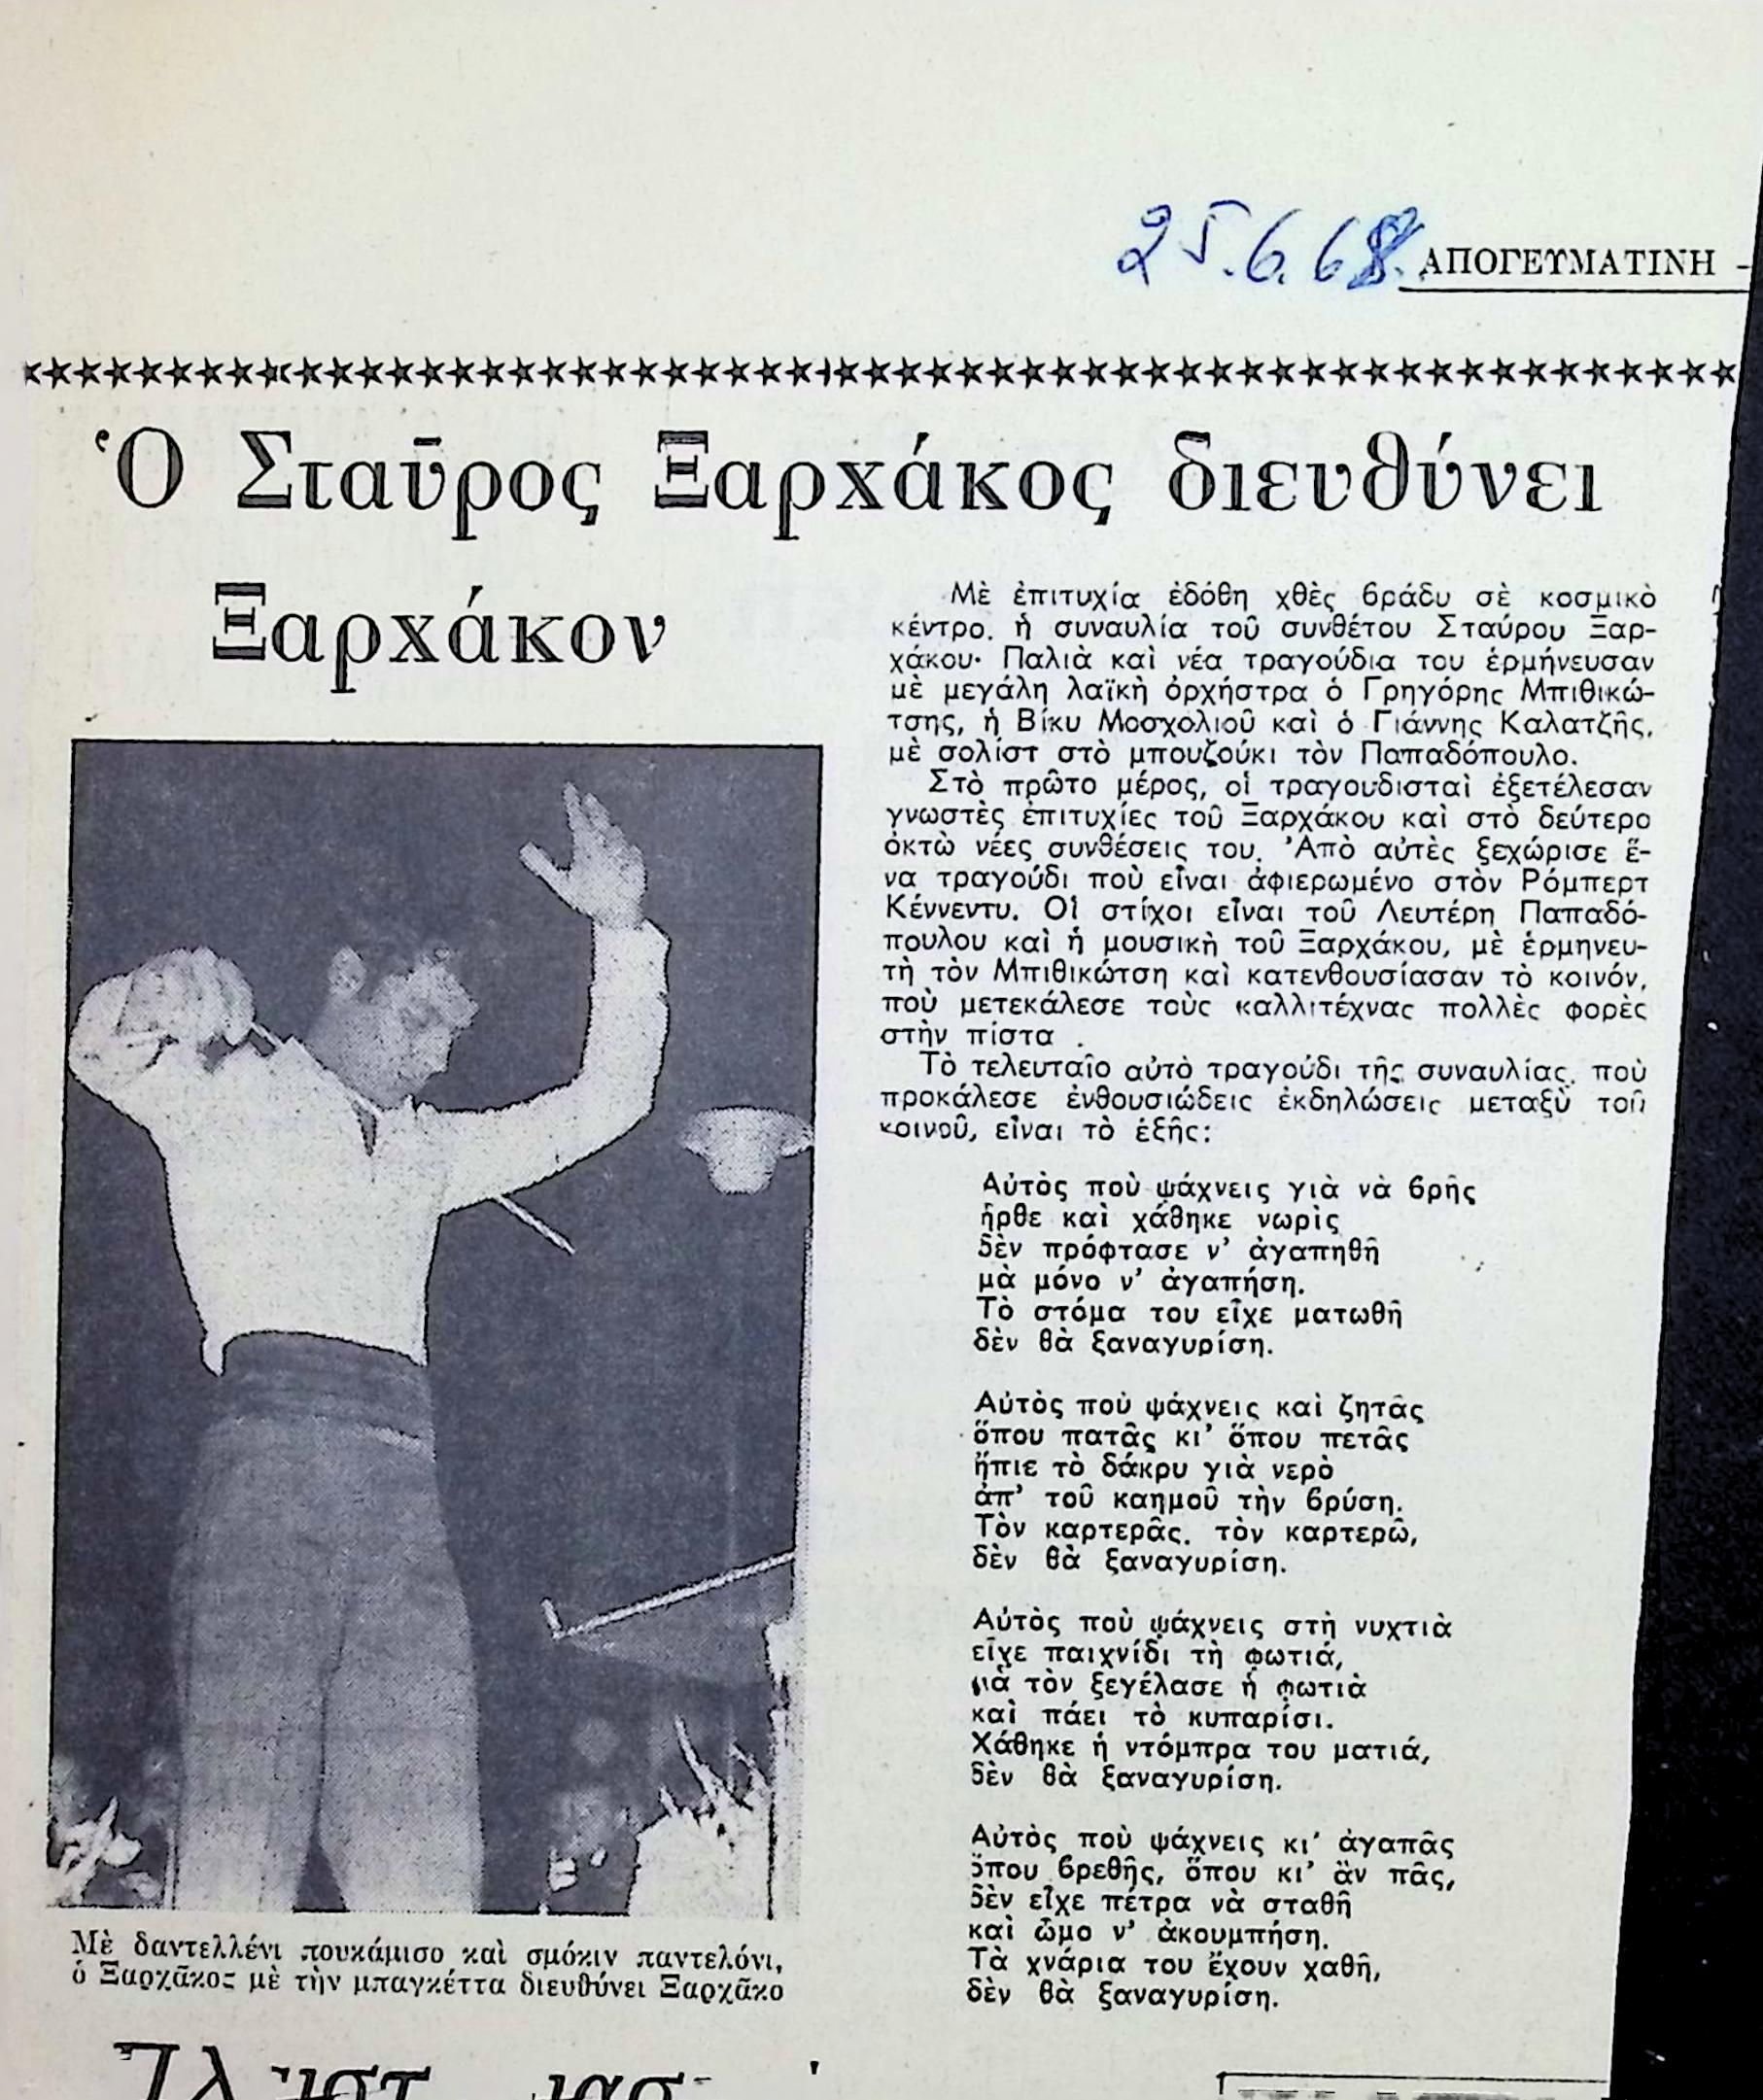 25.6.68. ΑΠΟΓΕΥΜΑΤΙΝΗ -
Ὁ Σταῦρος Ξαρχάκος διευθύνει
Ξαρχάκον
Μὲ ἐπιτυχία ἐδόθη χθὲς βράδυ σὲ κοσμικὸ
κέντρο, ἡ συναυλία τοῦ συνθέτου Σταύρου Ξαρ-
χάκου· Παλιὰ καὶ νέα τραγούδια του ἑρμήνευσαν
μὲ μεγάλη λαϊκὴ ὀρχήστρα ὁ Γρηγόρης Μπιθικώ-
τσης, ἡ Βίκυ Μοσχολιοῦ καὶ ὁ Γιάννης Καλατζῆς,
μὲ σολίστ στὸ μπουζούκι τὸν Παπαδόπουλο.
Στὸ πρῶτο μέρος, οἱ τραγουδισταὶ ἐξετέλεσαν
γνωστὲς ἐπιτυχίες τοῦ Ξαρχάκου καὶ στὸ δεύτερο
ὀκτὼ νέες συνθέσεις του. Ἀπὸ αὐτὲς ξεχώρισε ἕ-
να τραγούδι ποὺ εἶναι ἀφιερωμένο στὸν Ρόμπερτ
Κέννεντυ. Οἱ στίχοι εἶναι τοῦ Λευτέρη Παπαδό-
πουλου καὶ ἡ μουσικὴ τοῦ Ξαρχάκου, μὲ ἑρμηνευ-
τὴ τὸν Μπιθικώτση καὶ κατενθουσίασαν τὸ κοινόν,
ποὺ μετεκάλεσε τοὺς καλλιτέχνας πολλὲς φορὲς
στὴν πίστα .
Τὸ τελευταῖο αὐτὸ τραγούδι τῆς συναυλίας, ποὺ
προκάλεσε ἐνθουσιώδεις ἐκδηλώσεις μεταξὺ τοῦ
κοινοῦ, εἶναι τὸ ἑξῆς:
Αὐτὸς ποὺ ψάχνεις γιὰ νὰ βρῆς
ἦρθε καὶ χάθηκε νωρὶς
δὲν πρόφτασε ν' ἀγαπηθῆ
μὰ μόνο ν' ἀγαπήση.
Τὸ στόμα του εἶχε ματωθῆ
δὲν θὰ ξαναγυρίση.
Αὐτὸς ποὺ ψάχνεις καὶ ζητᾶς
ὅπου πατᾶς κι' ὅπου πετᾶς
ἤπιε τὸ δάκρυ γιὰ νερὸ
ἀπ' τοῦ καημοῦ τὴν βρύση.
Τὸν καρτερᾶς, τὸν καρτερῶ,
δὲν θὰ ξαναγυρίση.
Αὐτὸς ποὺ ψάχνεις στὴ νυχτιὰ
εἶχε παιχνίδι τὴ φωτιά,
μὰ τὸν ξεγέλασε ἡ φωτιὰ
καὶ πάει τὸ κυπαρίσι.
Χάθηκε ἡ ντόμπρα του ματιά,
δὲν θὰ ξαναγυρίση.
Αὐτὸς ποὺ ψάχνεις κι' ἀγαπᾶς
ὅπου βρεθῆς, ὅπου κι' ἂν πᾶς,
δὲν εἶχε πέτρα νὰ σταθῆ
καὶ ὦμο ν' ἀκουμπήση.
Τὰ χνάρια του ἔχουν χαθῆ,
δὲν θὰ ξαναγυρίση.
Μὲ δαντελλένι πουκάμισο καὶ σμόκιν παντελόνι,
ὁ Ξαρχᾶκος μὲ τὴν μπαγκέττα διευθύνει Ξαρχᾶκο